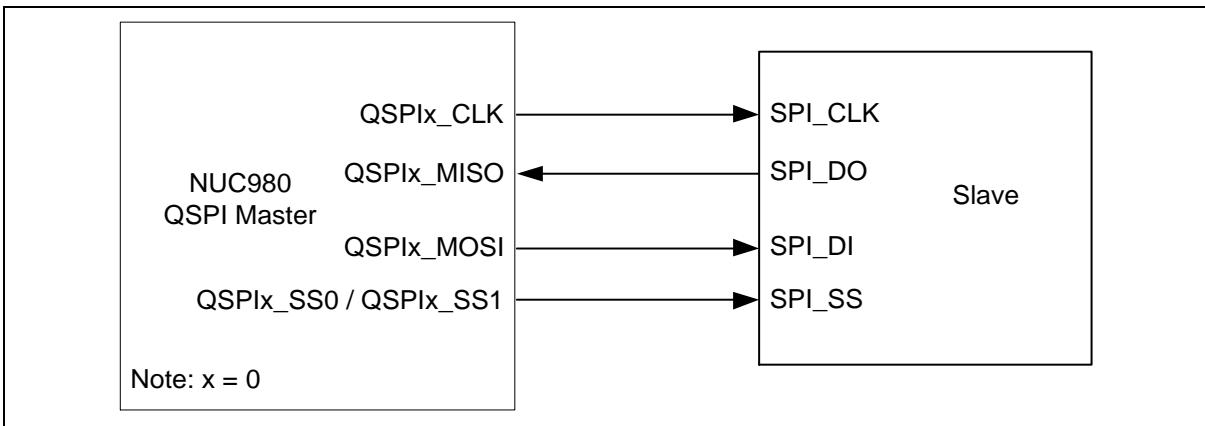 QSPIx_CLK
QSPIx_MISO
NUC980
QSPI Master
QSPIx_MOSI
QSPIx_SS0 / QSPIx_SS1
Note: x = 0
SPI_CLK
SPI_DO
Slave
SPI_DI
SPI_SS